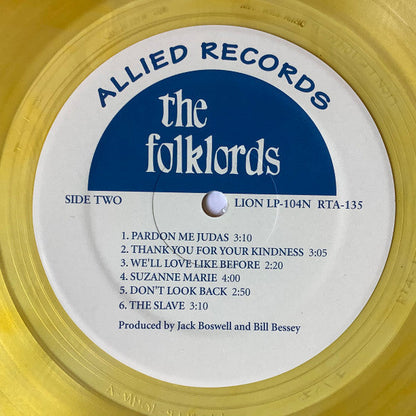 ALLIED RECORDS
the
folklords
SIDE TWO
LION LP-104N RTA-135
1. PARDON ME JUDAS 3:10
2. THANK YOU FOR YOUR KINDNESS 3:05
3. WE'LL LOVE LIKE BEFORE 2:20
4. SUZANNE MARIE 4:00
5. DON'T LOOK BACK 2:50
6. THE SLAVE 3:10
Produced by Jack Boswell and Bill Bessey